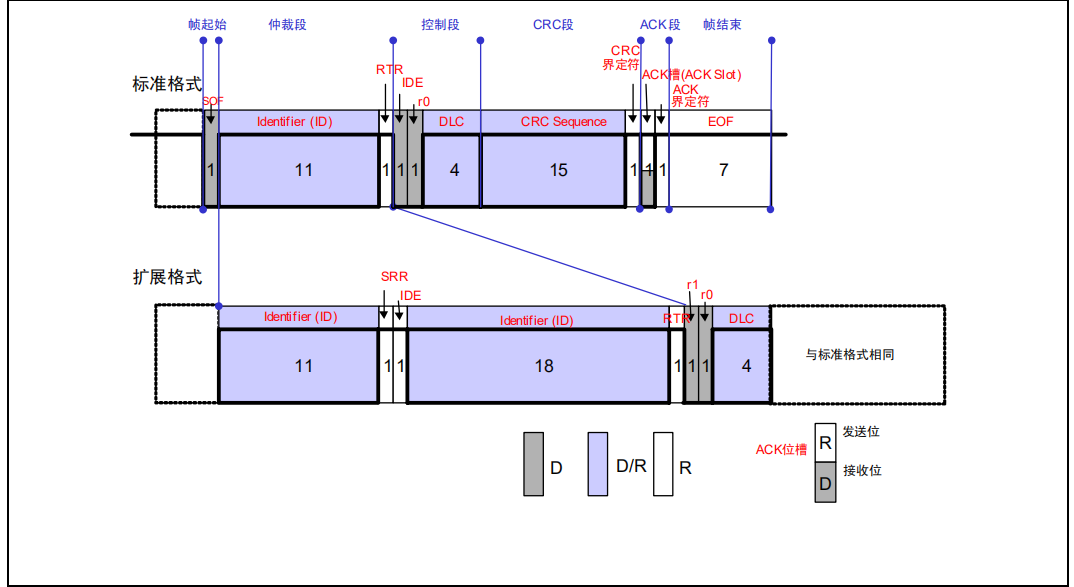 帧起始 仲裁段 控制段 CRC段 ACK段 帧结束
标准格式
SOF
RTR
IDE
r0
CRC
界定符
ACK槽(ACK Slot)
ACK
界定符
Identifier (ID) DLC CRC Sequence EOF
1 11 1 1 1 4 15 1 1 1 7
扩展格式
SRR
IDE
r1
r0
Identifier (ID) Identifier (ID) RTR DLC
11 1 1 18 1 1 1 4 与标准格式相同
D D/R R
ACK位槽
R 发送位
D 接收位